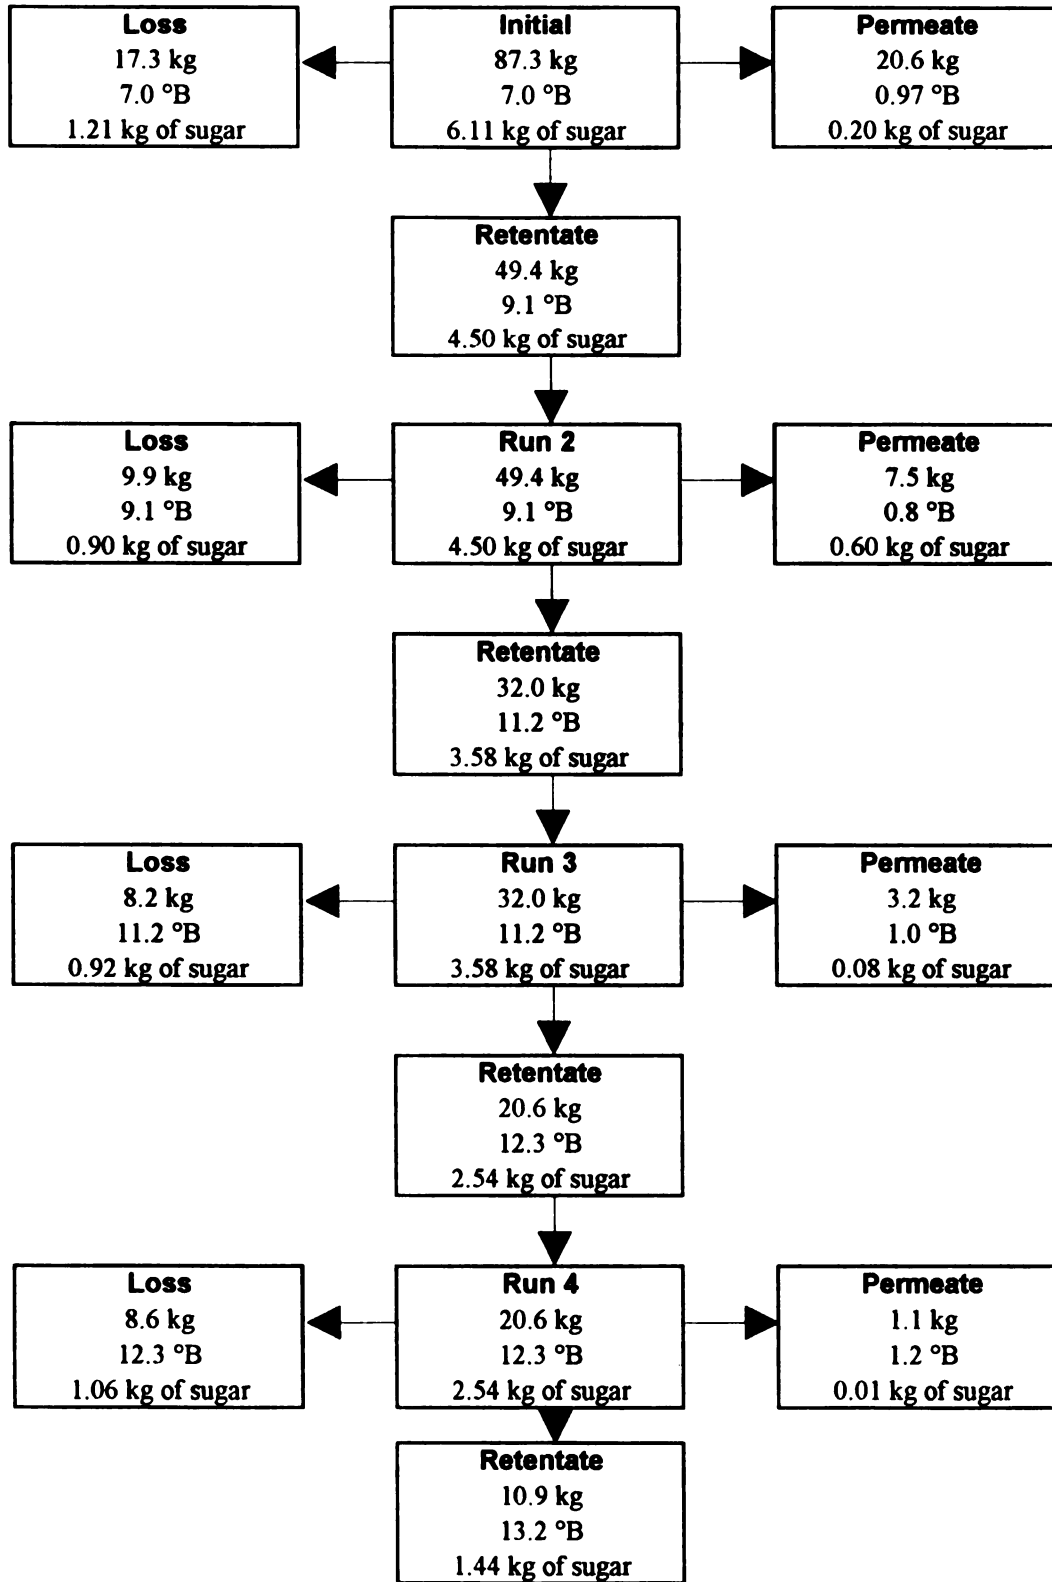 Loss
17.3 kg
7.0 °B
1.21 kg of sugar
Initial
87.3 kg
7.0 °B
6.11 kg of sugar
Permeate
20.6 kg
0.97 °B
0.20 kg of sugar
Retentate
49.4 kg
9.1 °B
4.50 kg of sugar
Loss
9.9 kg
9.1 °B
0.90 kg of sugar
Run 2
49.4 kg
9.1 °B
4.50 kg of sugar
Permeate
7.5 kg
0.8 °B
0.60 kg of sugar
Retentate
32.0 kg
11.2 °B
3.58 kg of sugar
Loss
8.2 kg
11.2 °B
0.92 kg of sugar
Run 3
32.0 kg
11.2 °B
3.58 kg of sugar
Permeate
3.2 kg
1.0 °B
0.08 kg of sugar
Retentate
20.6 kg
12.3 °B
2.54 kg of sugar
Loss
8.6 kg
12.3 °B
1.06 kg of sugar
Run 4
20.6 kg
12.3 °B
2.54 kg of sugar
Permeate
1.1 kg
1.2 °B
0.01 kg of sugar
Retentate
10.9 kg
13.2 °B
1.44 kg of sugar